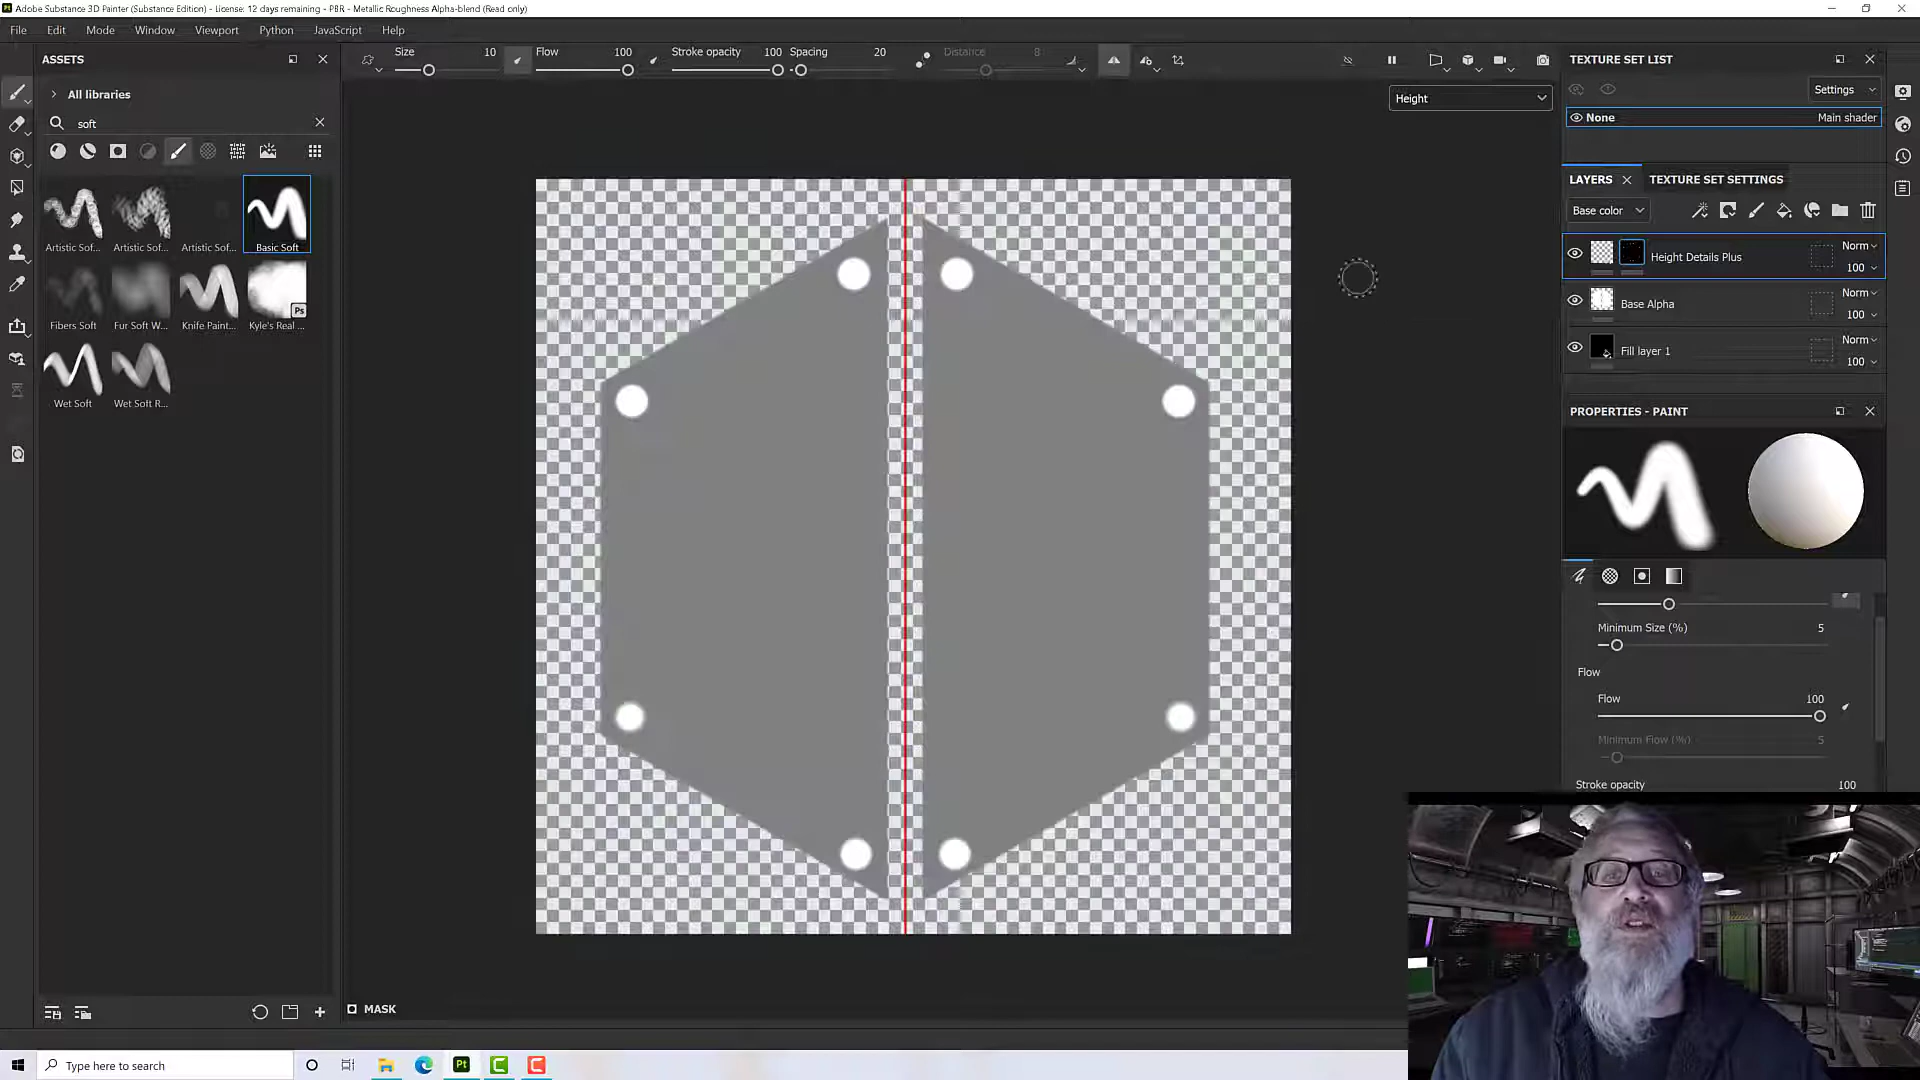 Adobe Substance 3D Painter (Substance Edition) - License: 12 days remaining - PBR - Metallic Roughness Alpha-blend (Read only)
File Edit Mode Window Viewport Python JavaScript Help
ASSETS
All libraries
soft
Artistic Sof... Artistic Sof... Artistic Sof... Basic Soft
Fibers Soft Fur Soft W... Knife Paint... Kyle's Real ...
Ps
Wet Soft Wet Soft R...
Size 10 Flow 100 Stroke opacity 100 Spacing 20 Distance 8
Height
MASK
TEXTURE SET LIST
Settings
None Main shader
LAYERS TEXTURE SET SETTINGS
Base color
Height Details Plus Norm 100
Base Alpha Norm 100
Fill layer 1 Norm 100
PROPERTIES - PAINT
Minimum Size (%) 5
Flow
Flow 100
Minimum Flow (%) 5
Stroke opacity 100
Type here to search
Pt